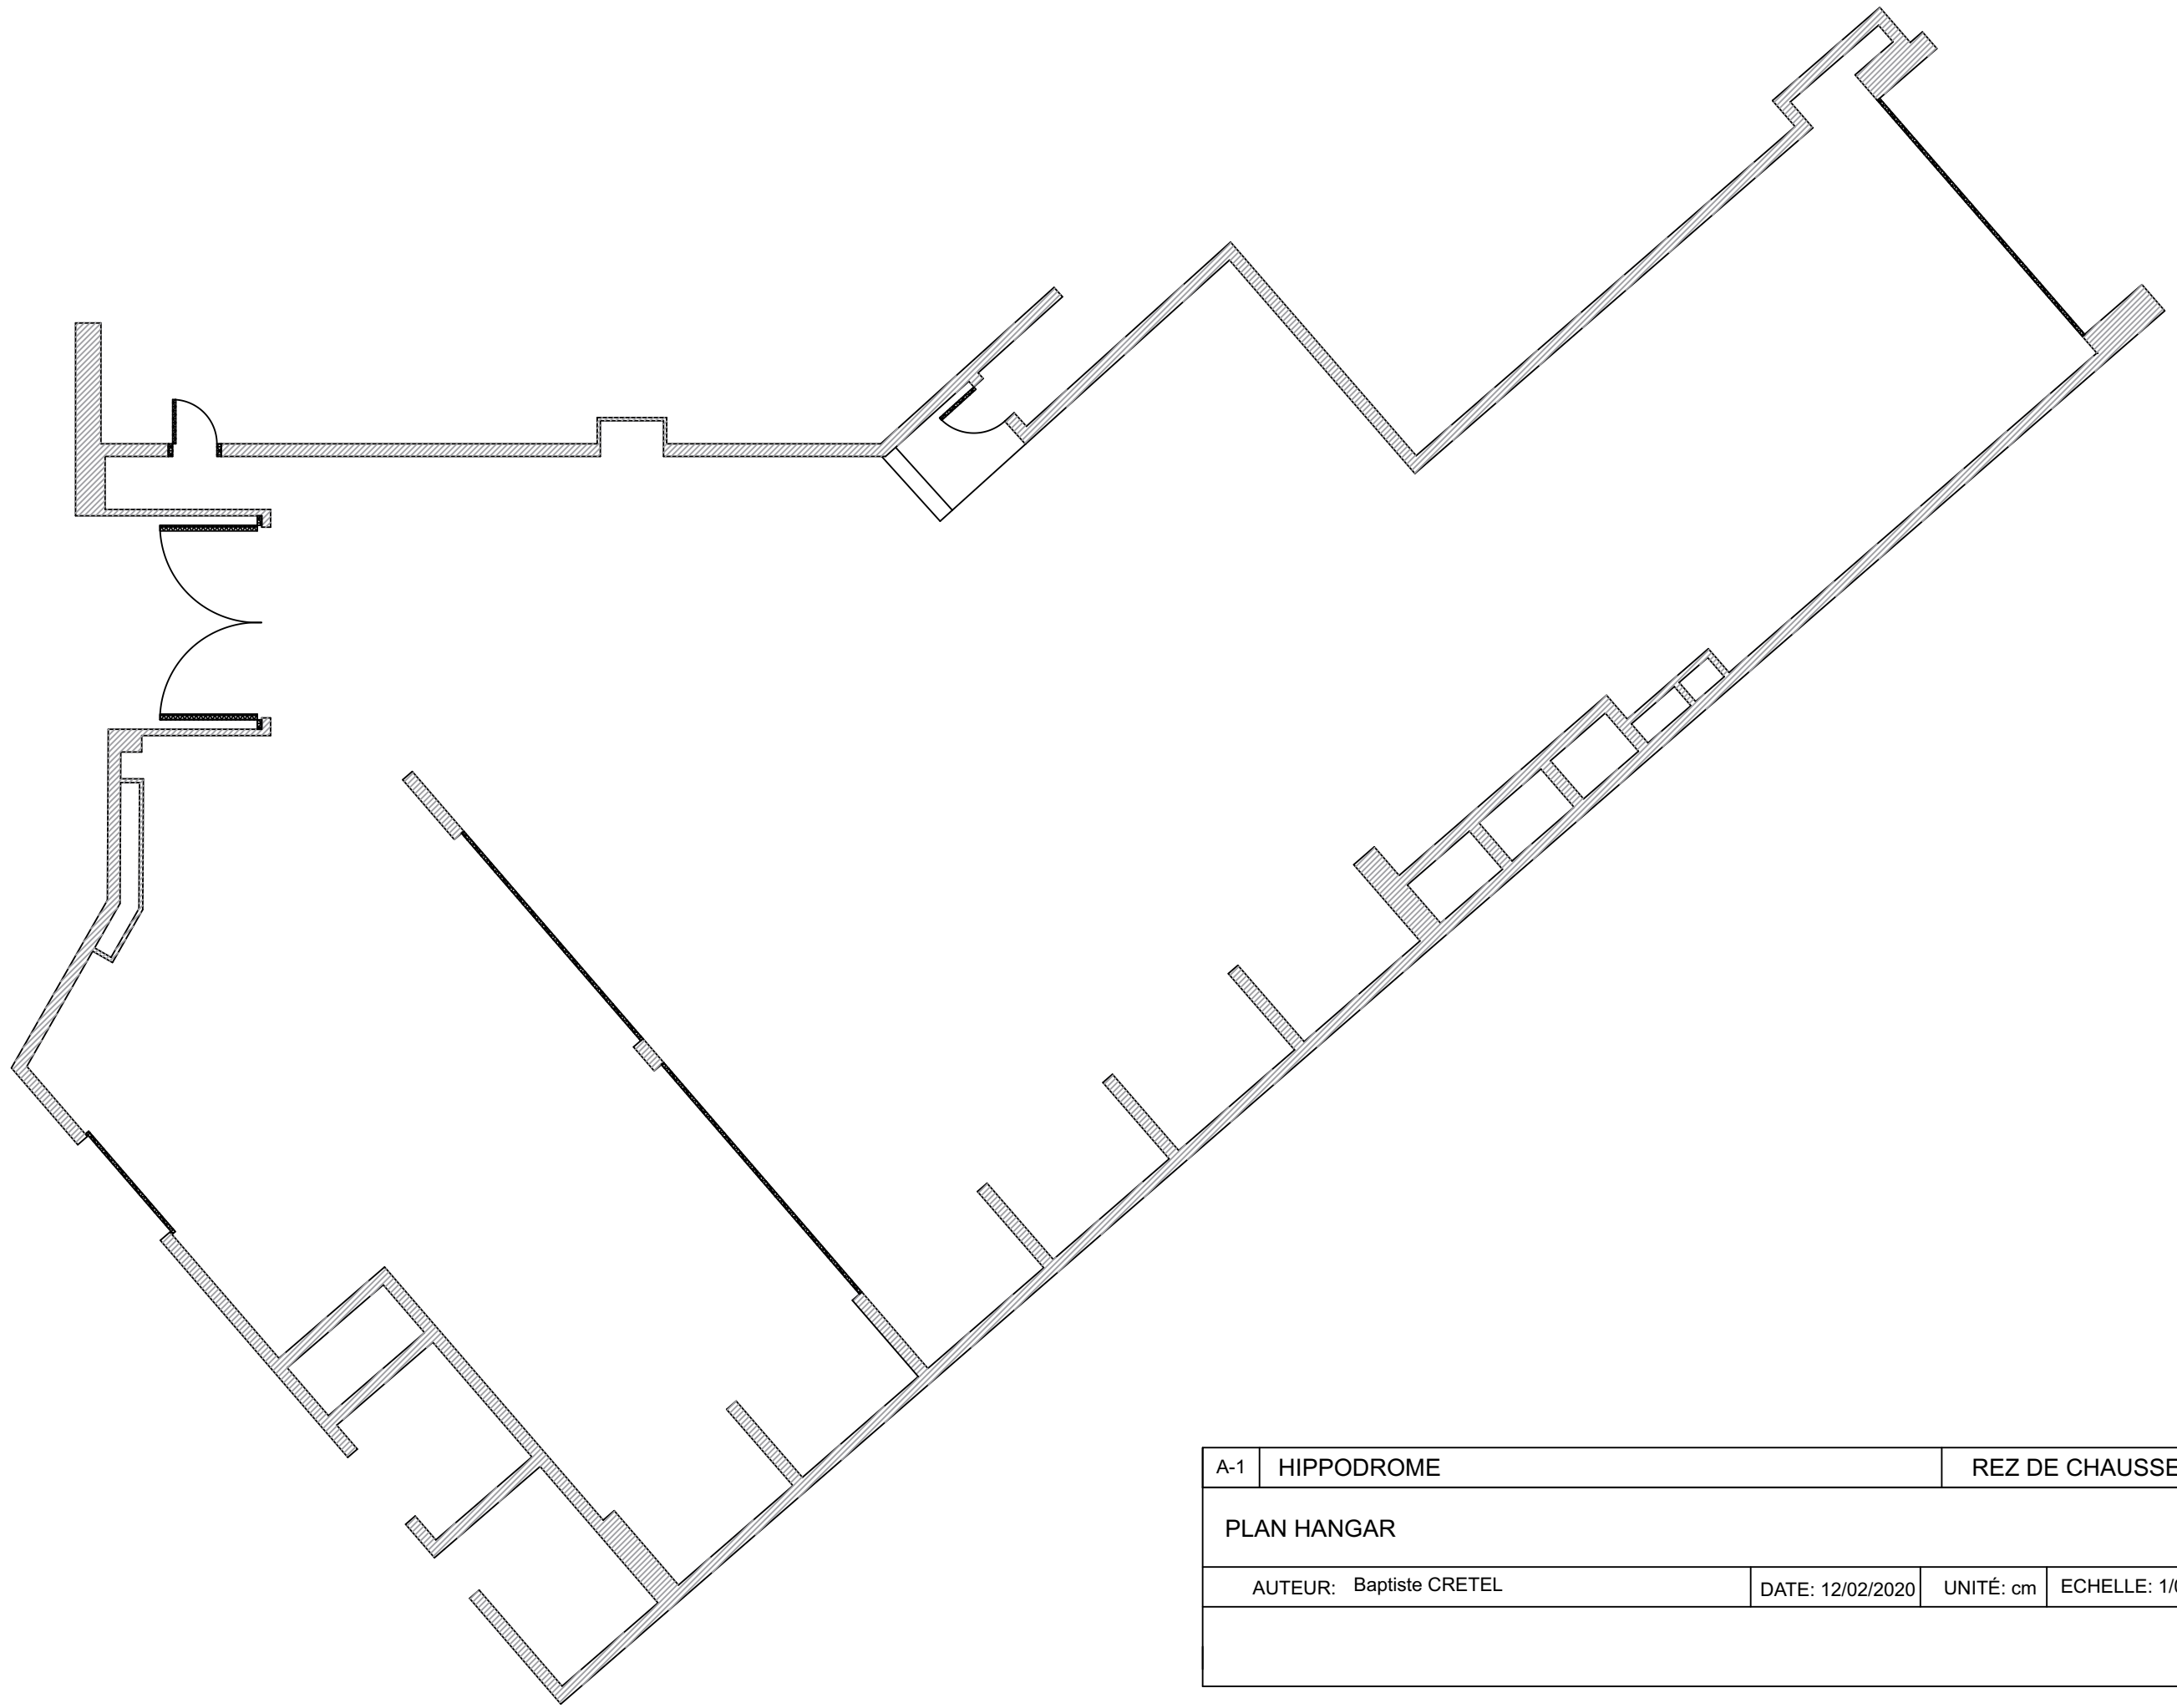 A-1 HIPPODROME REZ DE CHAUSSE
PLAN HANGAR
AUTEUR: Baptiste CRETEL DATE: 12/02/2020 UNITÉ: cm ECHELLE: 1/